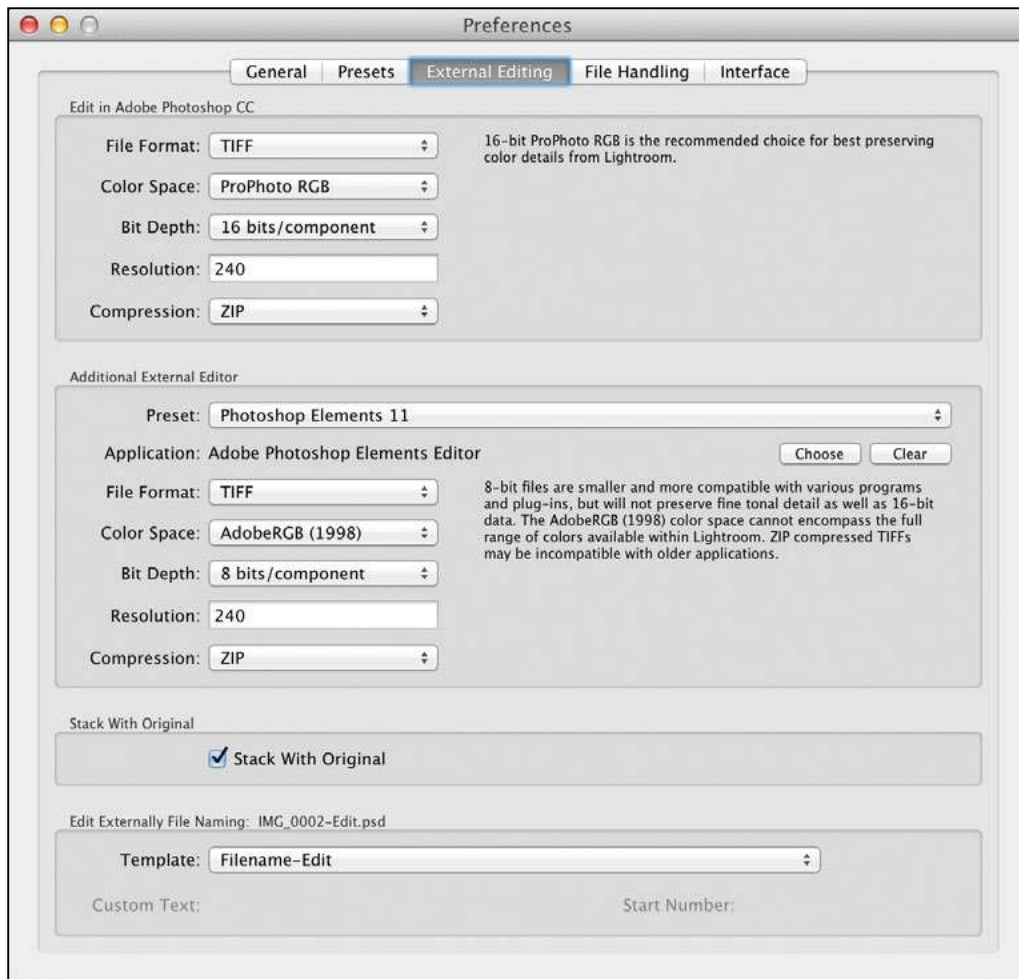 Preferences
General Presets External Editing File Handling Interface
Edit in Adobe Photoshop CC
File Format: TIFF
16-bit ProPhoto RGB is the recommended choice for best preserving
color details from Lightroom.
Color Space: ProPhoto RGB
Bit Depth: 16 bits/component
Resolution: 240
Compression: ZIP
Additional External Editor
Preset: Photoshop Elements 11
Application: Adobe Photoshop Elements Editor Choose Clear
File Format: TIFF
8-bit files are smaller and more compatible with various programs
and plug-ins, but will not preserve fine tonal detail as well as 16-bit
data. The AdobeRGB (1998) color space cannot encompass the full
range of colors available within Lightroom. ZIP compressed TIFFs
may be incompatible with older applications.
Color Space: AdobeRGB (1998)
Bit Depth: 8 bits/component
Resolution: 240
Compression: ZIP
Stack With Original
Stack With Original
Edit Externally File Naming: IMG_0002-Edit.psd
Template: Filename-Edit
Custom Text: Start Number: